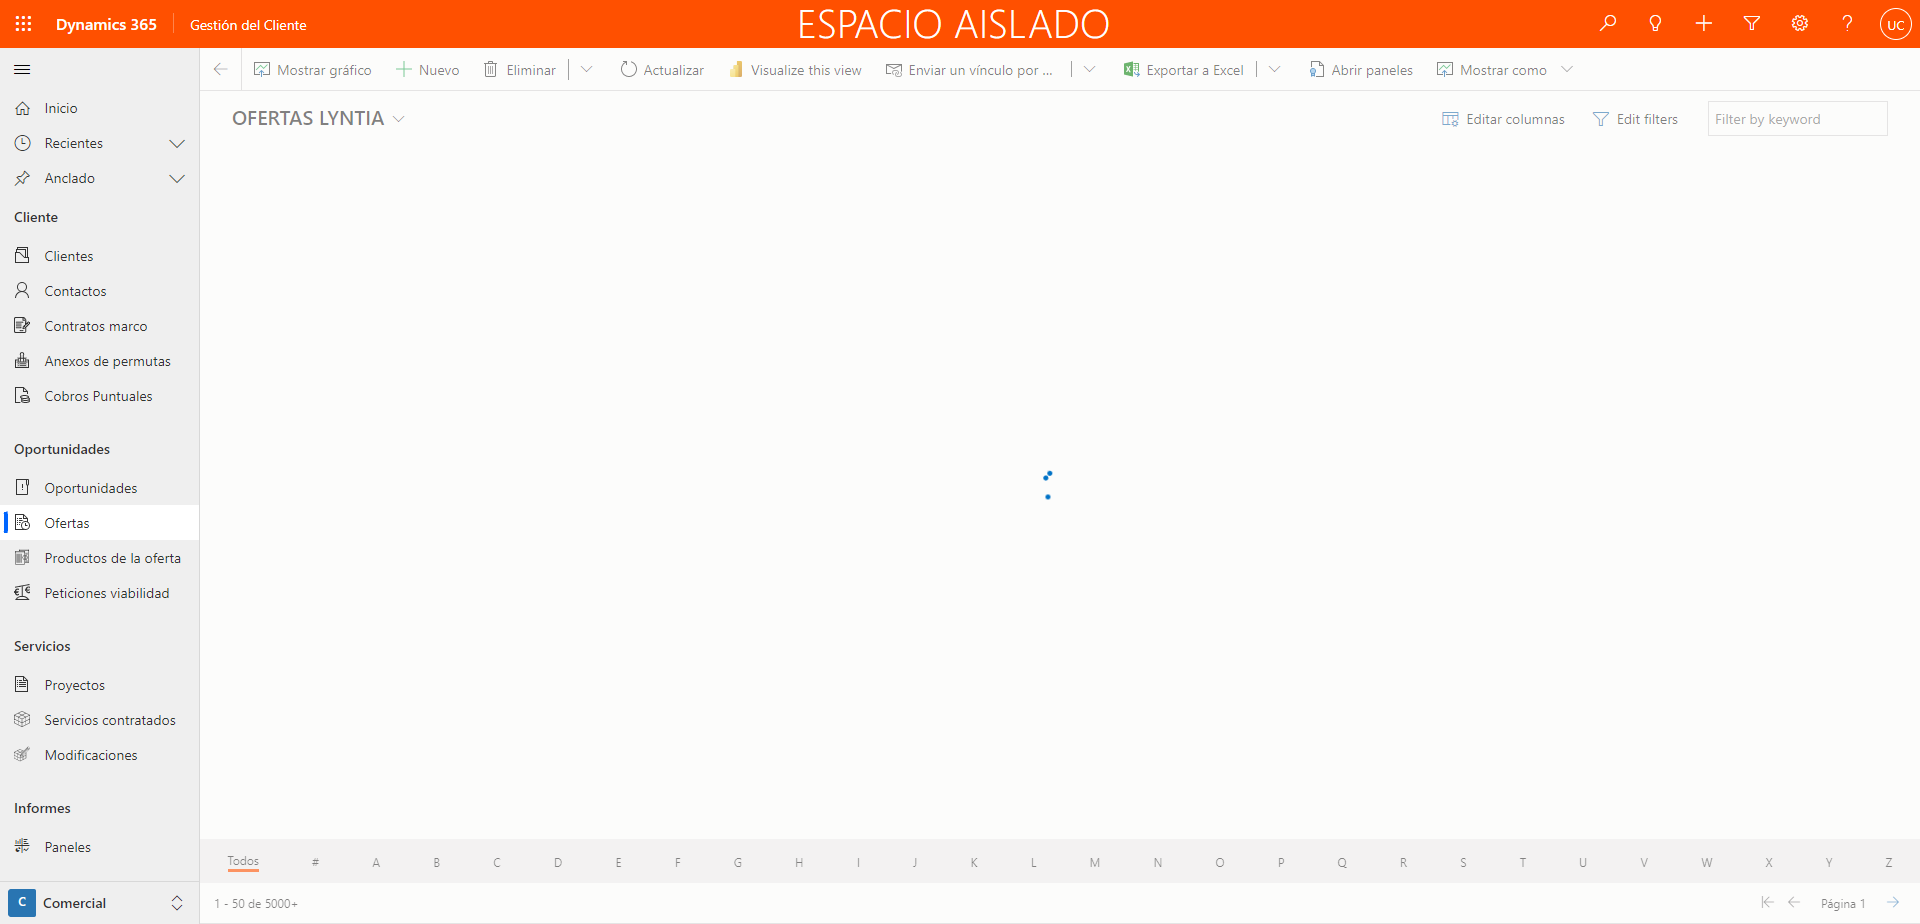 Dynamics 365
Gestión del Cliente
ESPACIO AISLADO
UC
Mostrar gráfico
Nuevo
Eliminar
Actualizar
Visualize this view
Enviar un vínculo por ...
Exportar a Excel
Abrir paneles
Mostrar como
Inicio
Recientes
Anclado
Cliente
Clientes
Contactos
Contratos marco
Anexos de permutas
Cobros Puntuales
Oportunidades
Oportunidades
Ofertas
Productos de la oferta
Peticiones viabilidad
Servicios
Proyectos
Servicios contratados
Modificaciones
Informes
Paneles
C Comercial
OFERTAS LYNTIA
Editar columnas
Edit filters
Filter by keyword
Todos # A B C D E F G H I J K L M N O P Q R S T U V W X Y Z
1 - 50 de 5000+
Página 1